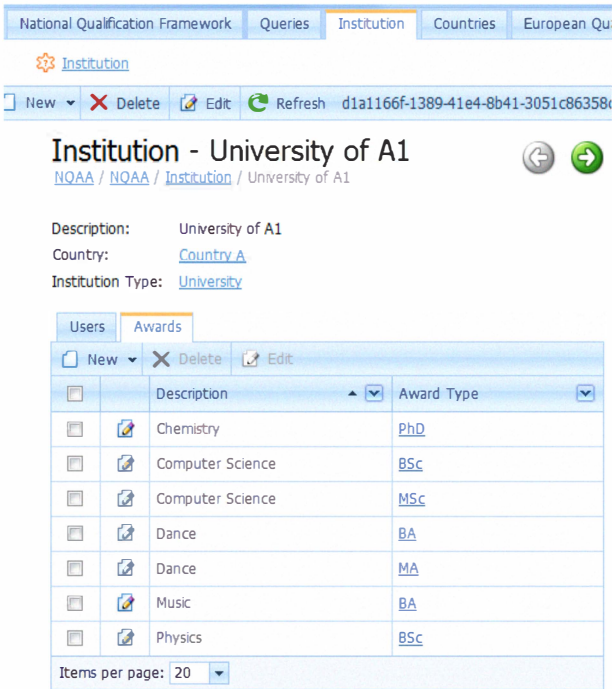 National Qualification Framework Queries Institution Countries European Qu
Institution
New Delete Edit Refresh d1a1166f-1389-41e4-8b41-3051c86358
Institution - University of A1
NQAA / NQAA / Institution / University of A1
Description: University of A1
Country: Country A
Institution Type: University
Users Awards
New Delete Edit
Description Award Type
Chemistry PhD
Computer Science BSc
Computer Science MSc
Dance BA
Dance MA
Music BA
Physics BSc
Items per page: 20